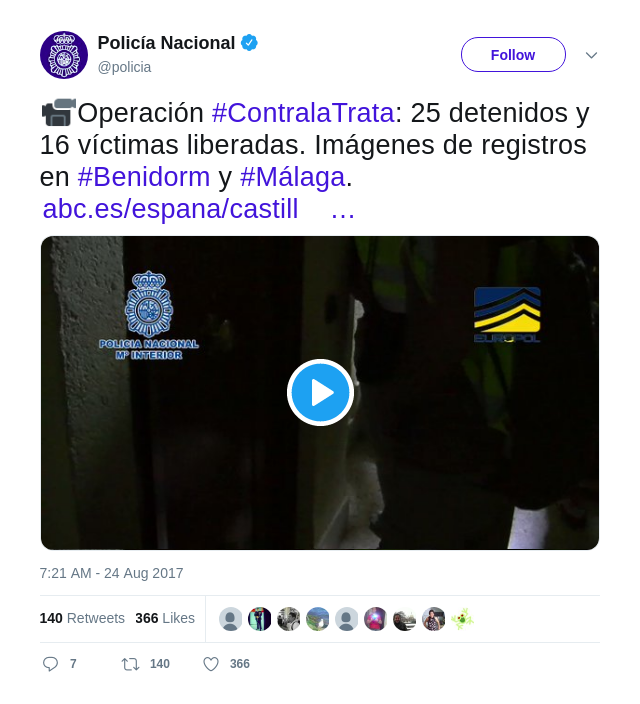 Policía Nacional
@policia
Follow
Operación #ContralaTrata: 25 detenidos y
16 víctimas liberadas. Imágenes de registros
en #Benidorm y #Málaga.
abc.es/espana/castill …
POLICIA NACIONAL
Mº INTERIOR
EUROPOL
7:21 AM - 24 Aug 2017
140 Retweets 366 Likes
7 140 366